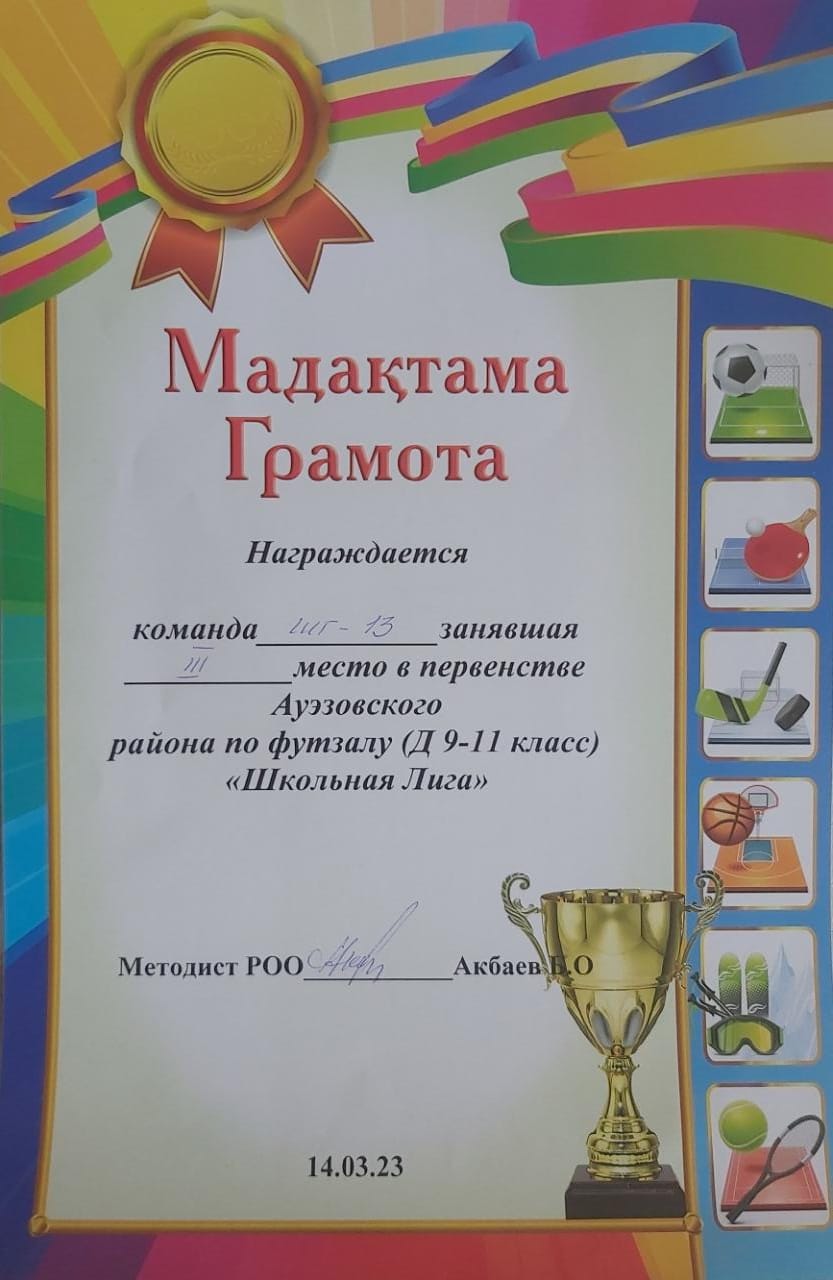 Мадақтама
Грамота
Награждается
команда ШГ-13 занявшая
III место в первенстве
Ауэзовского
района по футзалу (Д 9-11 класс)
«Школьная Лига»
Методист РОО Акбаев Б.О
14.03.23